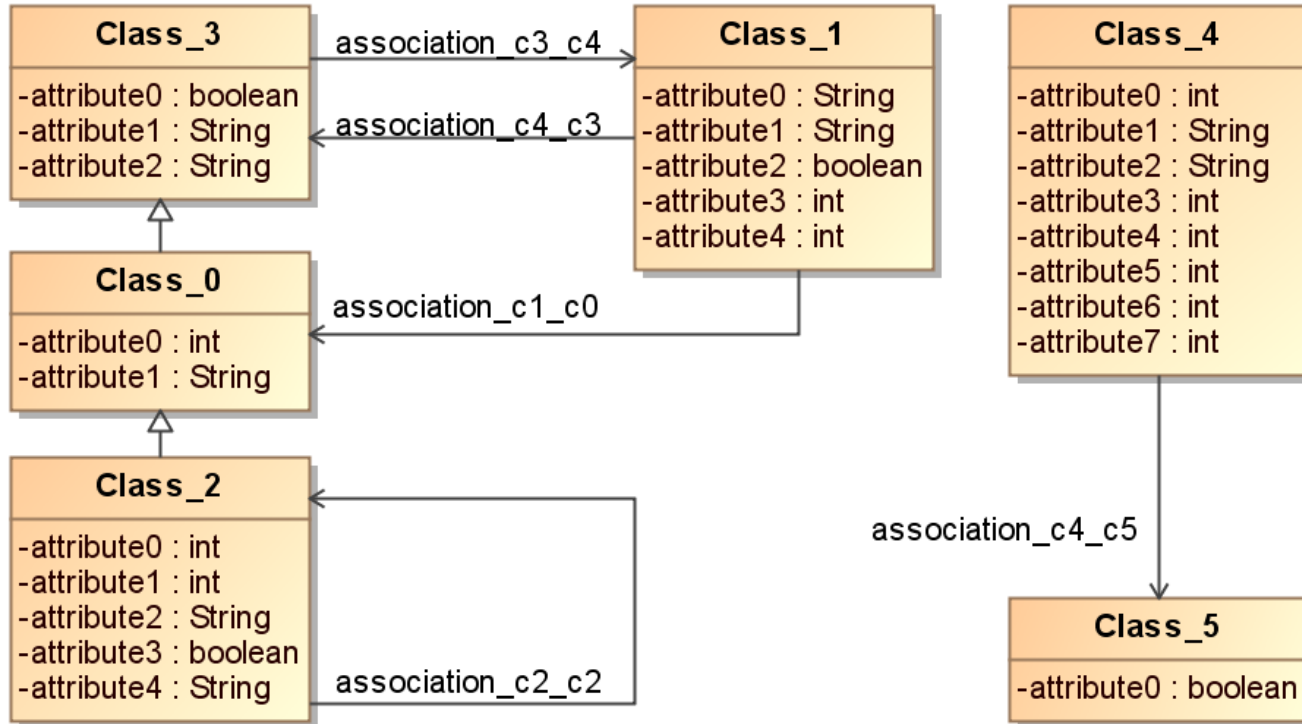 Class_3
-attribute0 : boolean
-attribute1 : String
-attribute2 : String
association_c3_c4
association_c4_c3
Class_1
-attribute0 : String
-attribute1 : String
-attribute2 : boolean
-attribute3 : int
-attribute4 : int
Class_4
-attribute0 : int
-attribute1 : String
-attribute2 : String
-attribute3 : int
-attribute4 : int
-attribute5 : int
-attribute6 : int
-attribute7 : int
Class_0
-attribute0 : int
-attribute1 : String
association_c1_c0
Class_2
-attribute0 : int
-attribute1 : int
-attribute2 : String
-attribute3 : boolean
-attribute4 : String
association_c2_c2
association_c4_c5
Class_5
-attribute0 : boolean